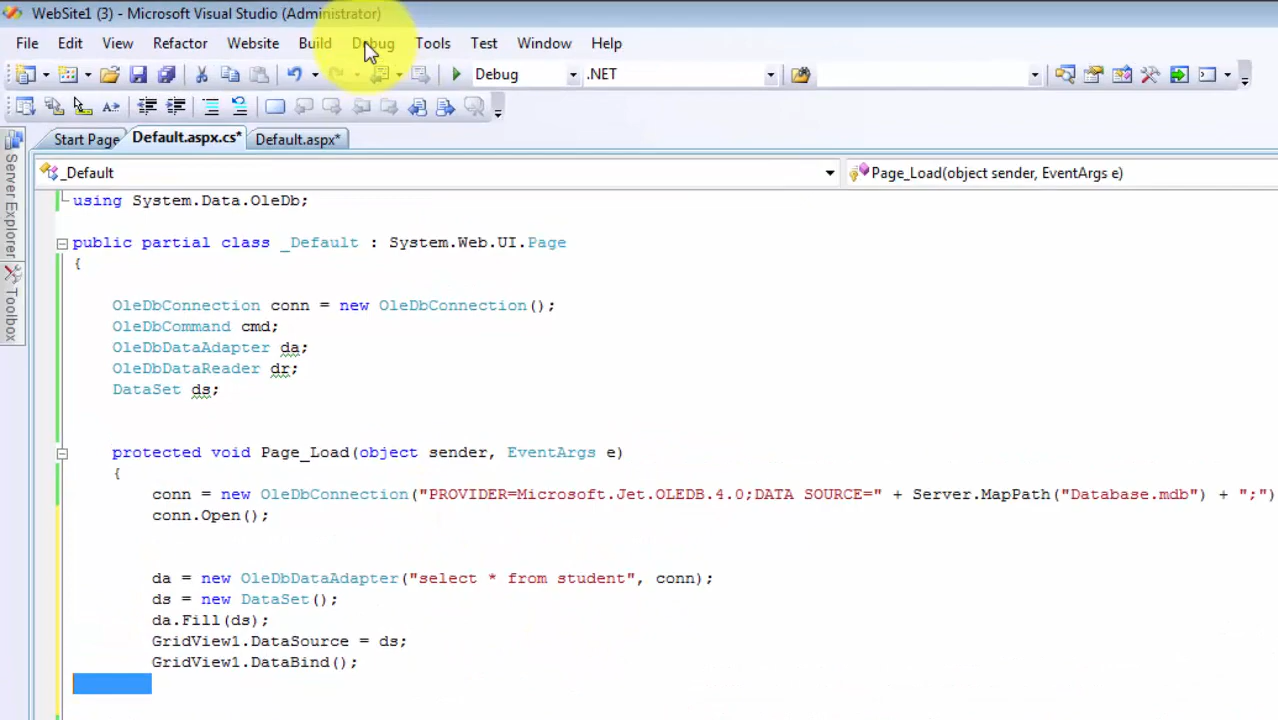 WebSite1 (3) - Microsoft Visual Studio (Administrator)
File Edit View Refactor Website Build Debug Tools Test Window Help
Debug .NET
Start Page Default.aspx.cs* Default.aspx*
_Default Page_Load(object sender, EventArgs e)
Server Explorer
Toolbox
using System.Data.OleDb;
public partial class _Default : System.Web.UI.Page
{
OleDbConnection conn = new OleDbConnection();
OleDbCommand cmd;
OleDbDataAdapter da;
OleDbDataReader dr;
DataSet ds;
protected void Page_Load(object sender, EventArgs e)
{
conn = new OleDbConnection("PROVIDER=Microsoft.Jet.OLEDB.4.0;DATA SOURCE=" + Server.MapPath("Database.mdb") + ";")
conn.Open();
da = new OleDbDataAdapter("select * from student", conn);
ds = new DataSet();
da.Fill(ds);
GridView1.DataSource = ds;
GridView1.DataBind();